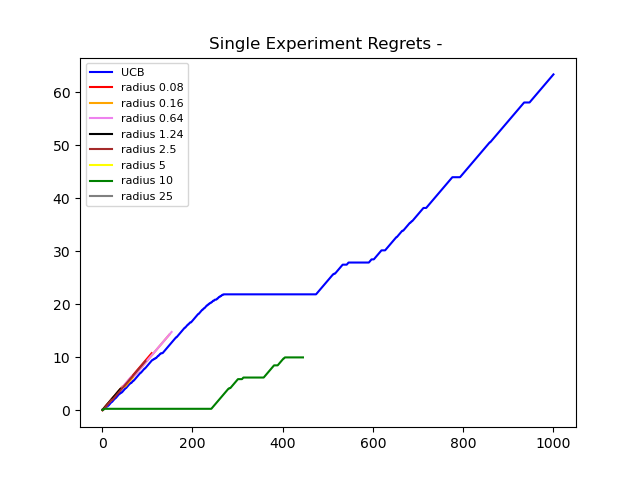 Single Experiment Regrets -
UCB
radius 0.08
radius 0.16
radius 0.64
radius 1.24
radius 2.5
radius 5
radius 10
radius 25
60
50
40
30
20
10
0
0 200 400 600 800 1000